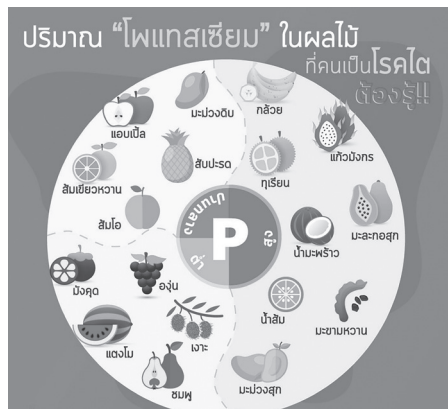 ปริมาณ “โพแทสเซียม” ในผลไม้
ที่คนเป็นโรคไต
ต้องรู้!!
แอบเปิ้ล
มะม่วงดิบ
กล้วย
แก้วมังกร
ส้มเขียวหวาน
สับปะรด
ทุเรียน
มะละกอสุก
ส้มโอ
ปานกลาง
สูง
P
ต่ำ
น้ำมะพร้าว
มังคุด
องุ่น
น้ำส้ม
มะขามหวาน
แตงโม
เงาะ
ชมพู
มะม่วงสุก